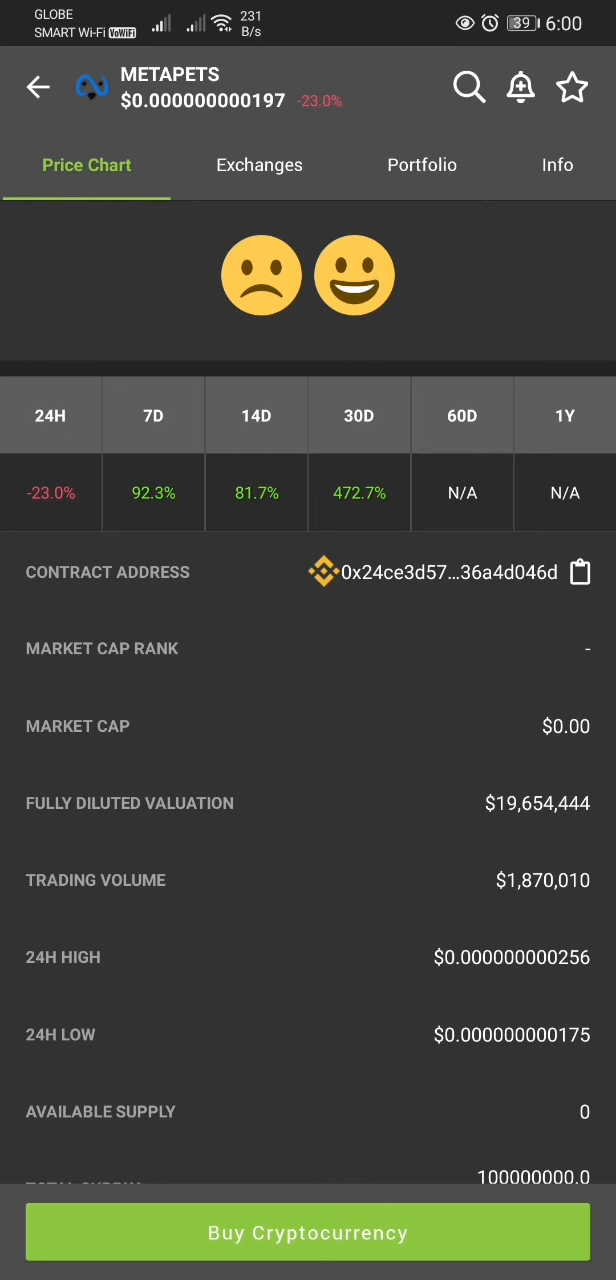 GLOBE
SMART Wi-Fi VoWiFi
231
B/s
39
6:00
METAPETS
$0.000000000197 -23.0%
Price Chart Exchanges Portfolio Info
24H 7D 14D 30D 60D 1Y
-23.0% 92.3% 81.7% 472.7% N/A N/A
CONTRACT ADDRESS 0x24ce3d57...36a4d046d
MARKET CAP RANK -
MARKET CAP $0.00
FULLY DILUTED VALUATION $19,654,444
TRADING VOLUME $1,870,010
24H HIGH $0.000000000256
24H LOW $0.000000000175
AVAILABLE SUPPLY 0
100000000.0
Buy Cryptocurrency